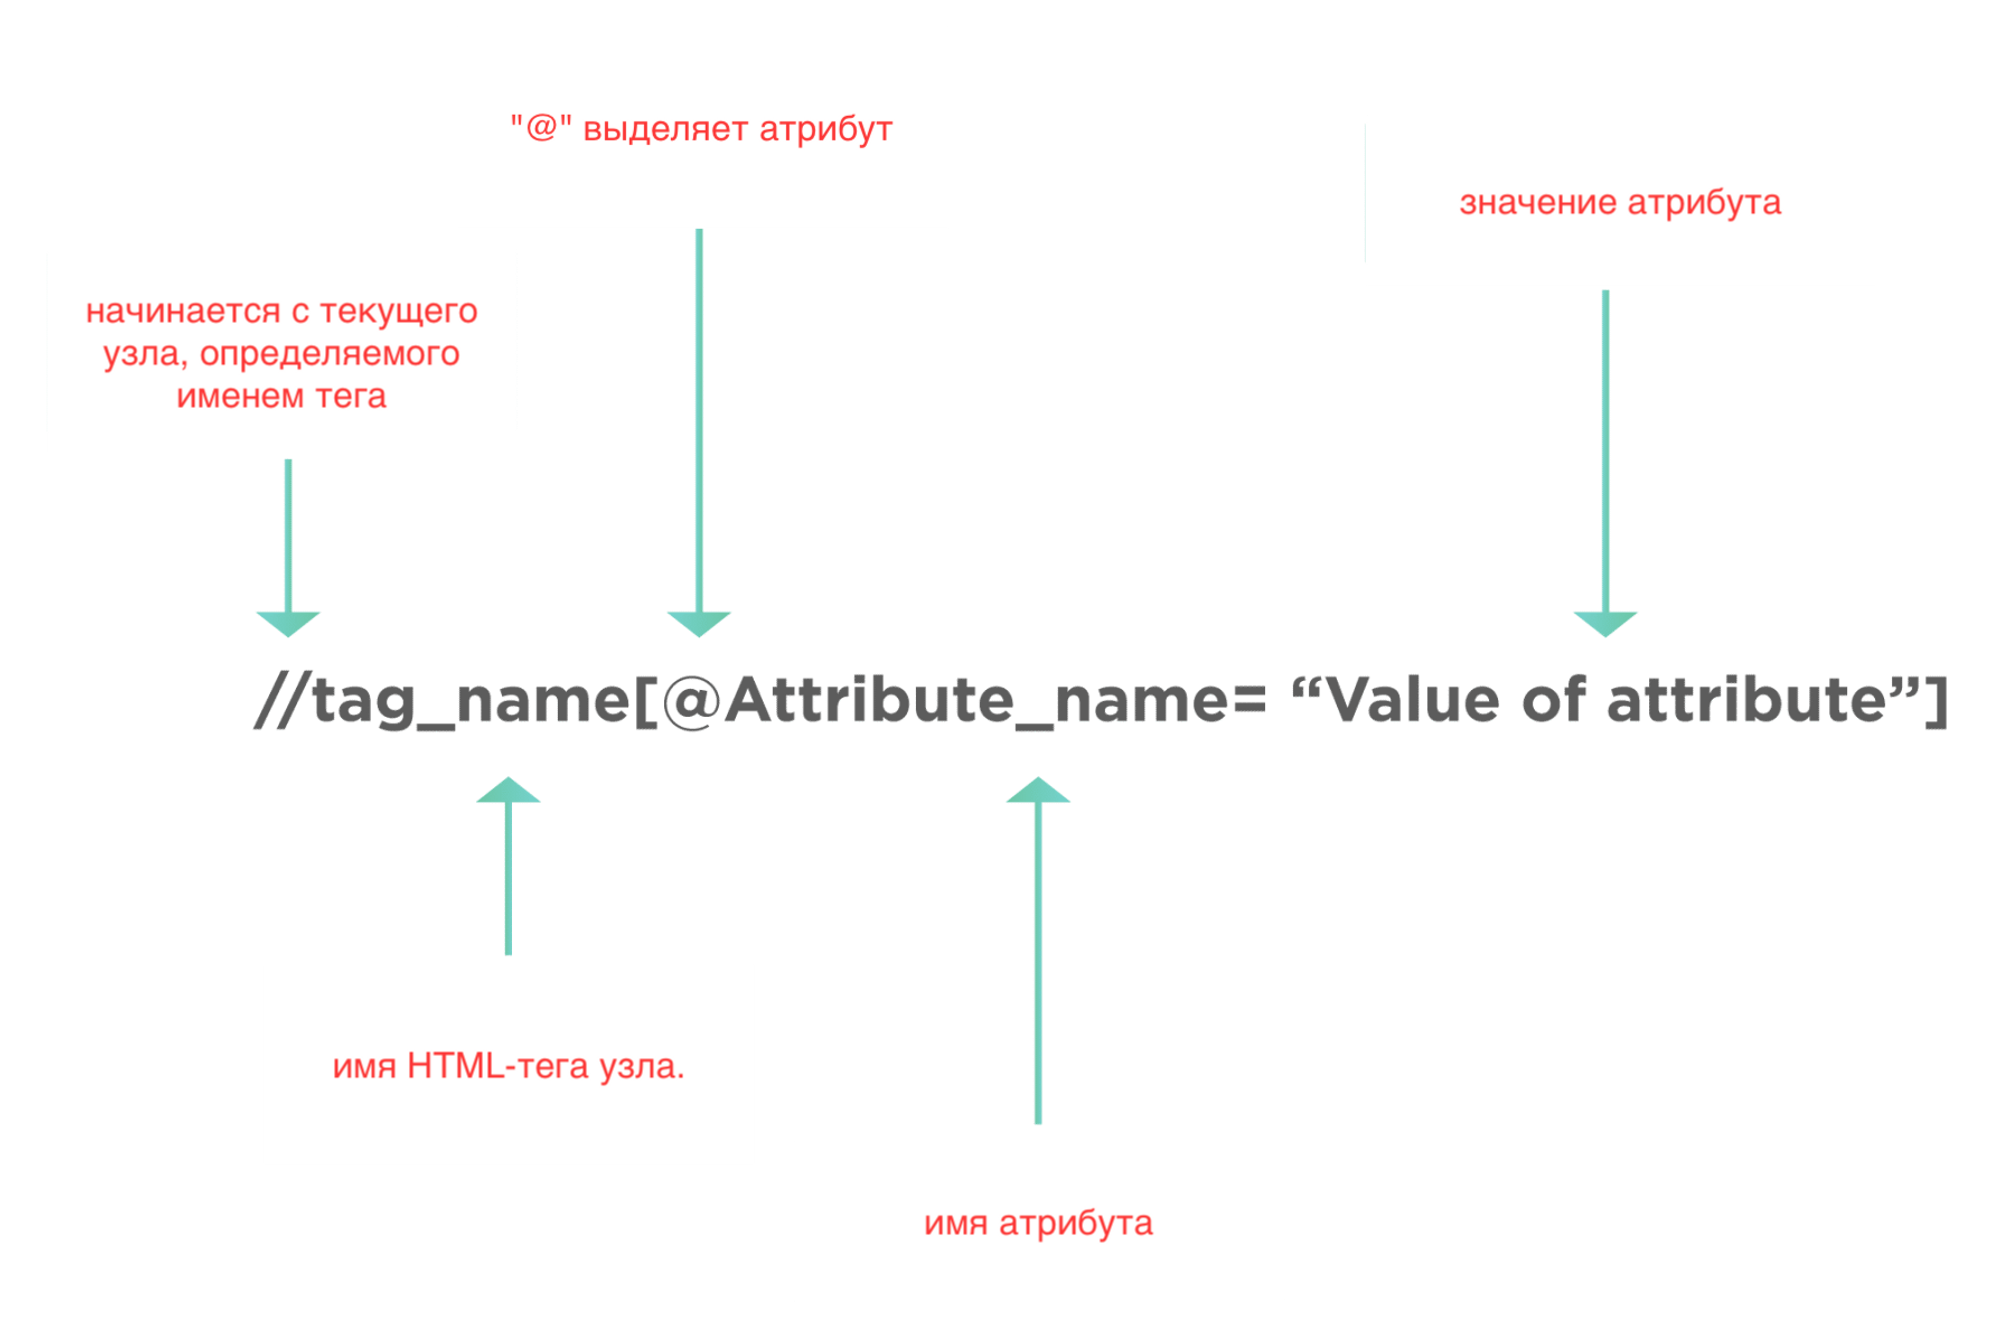 "@" выделяет атрибут
значение атрибута
начинается с текущего
узла, определяемого
именем тега
//tag_name[@Attribute_name= “Value of attribute”]
имя HTML-тега узла.
имя атрибута